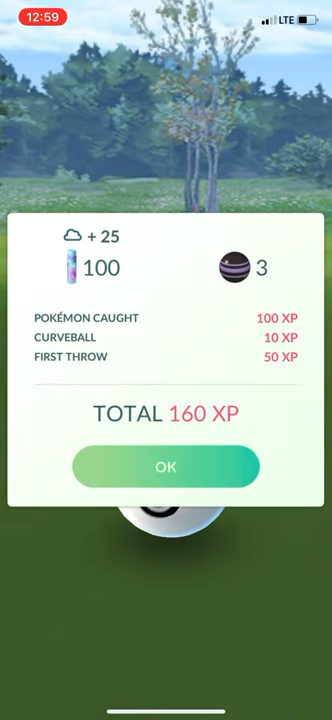 12:59
LTE
+ 25
100
3
POKÉMON CAUGHT 100 XP
CURVEBALL 10 XP
FIRST THROW 50 XP
TOTAL 160 XP
OK